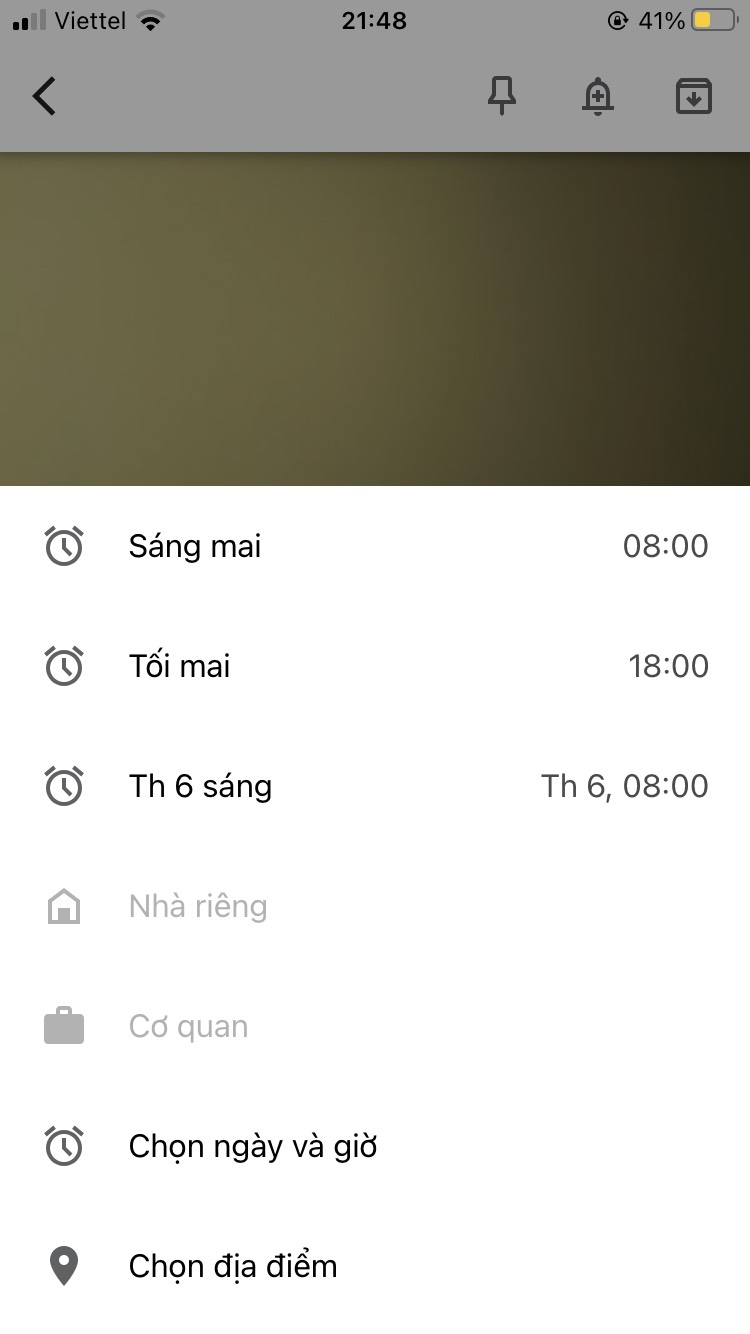 Viettel 21:48 41%
Sáng mai 08:00
Tối mai 18:00
Th 6 sáng Th 6, 08:00
Nhà riêng
Cơ quan
Chọn ngày và giờ
Chọn địa điểm